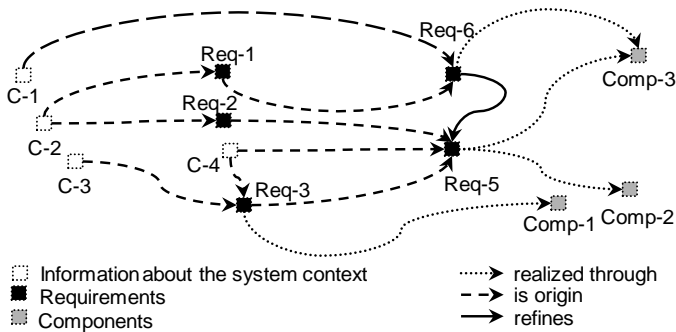 Req-6
Req-1
Comp-3
C-1
Req-2
C-2
C-4
C-3
Req-5
Req-3
Comp-1
Comp-2
Information about the system context
Requirements
Components
realized through
is origin
refines